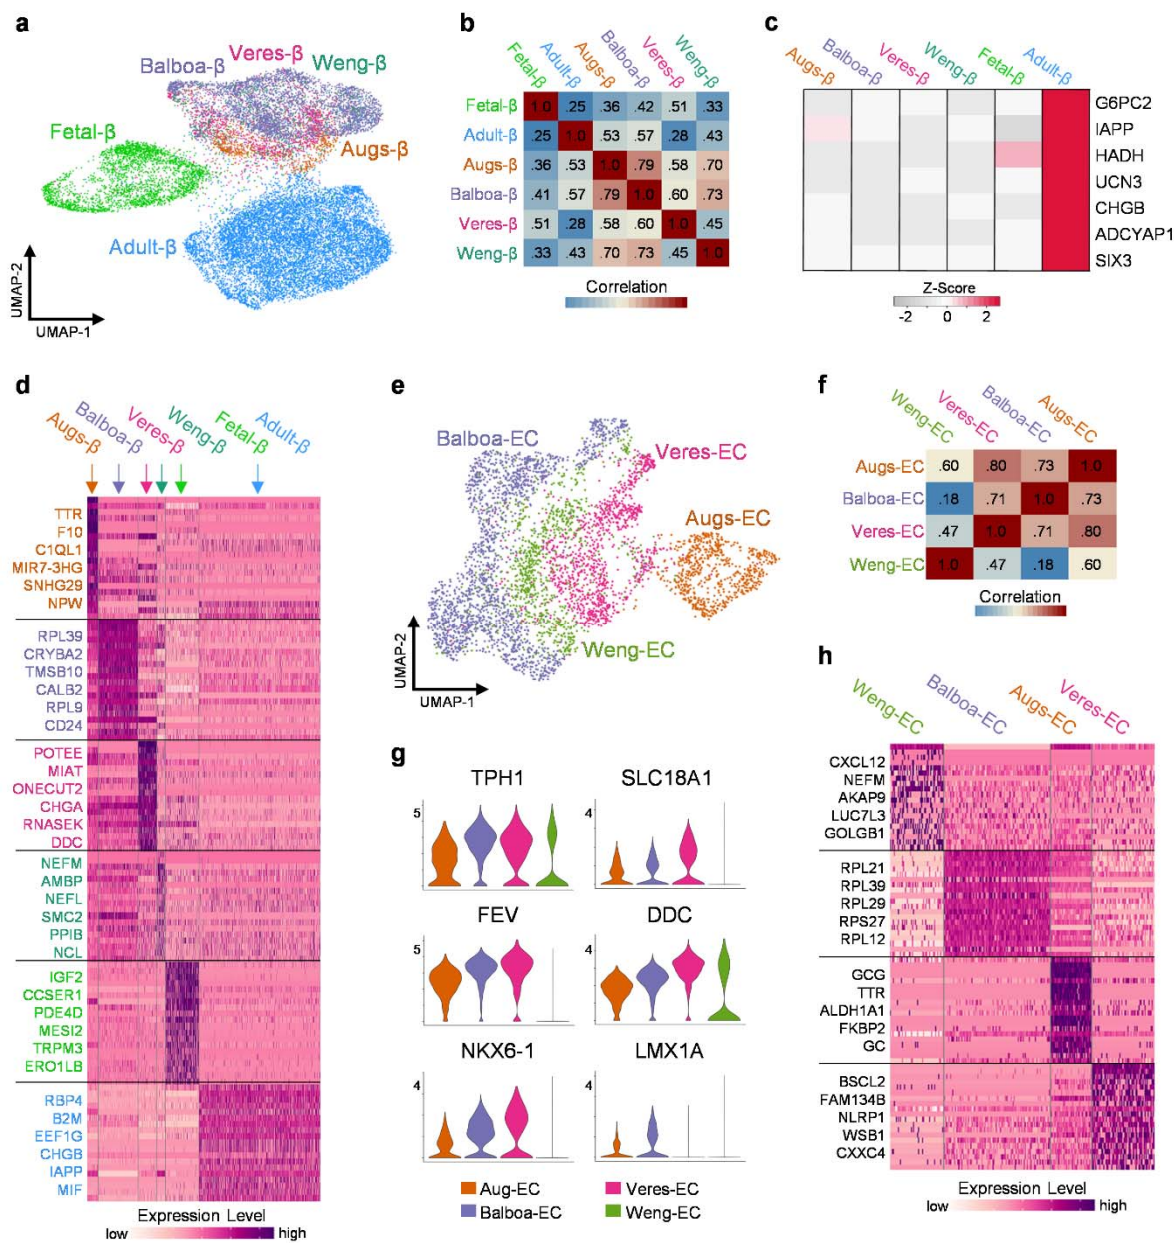 a
Balboa-β
Veres-β
Weng-β
Fetal-β
Augs-β
Adult-β
UMAP-2
UMAP-1
b
Fetal-β
Adult-β
Augs-β
Balboa-β
Veres-β
Weng-β
Fetal-β 1.0 .25 .36 .42 .51 .33
Adult-β .25 1.0 .53 .57 .28 .43
Augs-β .36 .53 1.0 .79 .58 .70
Balboa-β .41 .57 .79 1.0 .60 .73
Veres-β .51 .28 .58 .60 1.0 .45
Weng-β .33 .43 .70 .73 .45 1.0
Correlation
c
Augs-β
Balboa-β
Veres-β
Weng-β
Fetal-β
Adult-β
G6PC2
IAPP
HADH
UCN3
CHGB
ADCYAP1
SIX3
Z-Score
-2 0 2
d
Augs-β
Balboa-β
Veres-β
Weng-β
Fetal-β
Adult-β
TTR
F10
C1QL1
MIR7-3HG
SNHG29
NPW
RPL39
CRYBA2
TMSB10
CALB2
RPL9
CD24
POTEE
MIAT
ONECUT2
CHGA
RNASEK
DDC
NEFM
AMBP
NEFL
SMC2
PPIB
NCL
IGF2
CCSER1
PDE4D
MESI2
TRPM3
ERO1LB
RBP4
B2M
EEF1G
CHGB
IAPP
MIF
Expression Level
low high
e
Balboa-EC
Veres-EC
Augs-EC
Weng-EC
UMAP-2
UMAP-1
f
Weng-EC
Veres-EC
Balboa-EC
Augs-EC
Augs-EC .60 .80 .73 1.0
Balboa-EC .18 .71 1.0 .73
Veres-EC .47 1.0 .71 .80
Weng-EC 1.0 .47 .18 .60
Correlation
g
TPH1 SLC18A1
5 4
FEV DDC
5 4
NKX6-1 LMX1A
4 4
Aug-EC Veres-EC
Balboa-EC Weng-EC
h
Weng-EC
Balboa-EC
Augs-EC
Veres-EC
CXCL12
NEFM
AKAP9
LUC7L3
GOLGB1
RPL21
RPL39
RPL29
RPS27
RPL12
GCG
TTR
ALDH1A1
FKBP2
GC
BSCL2
FAM134B
NLRP1
WSB1
CXXC4
Expression Level
low high